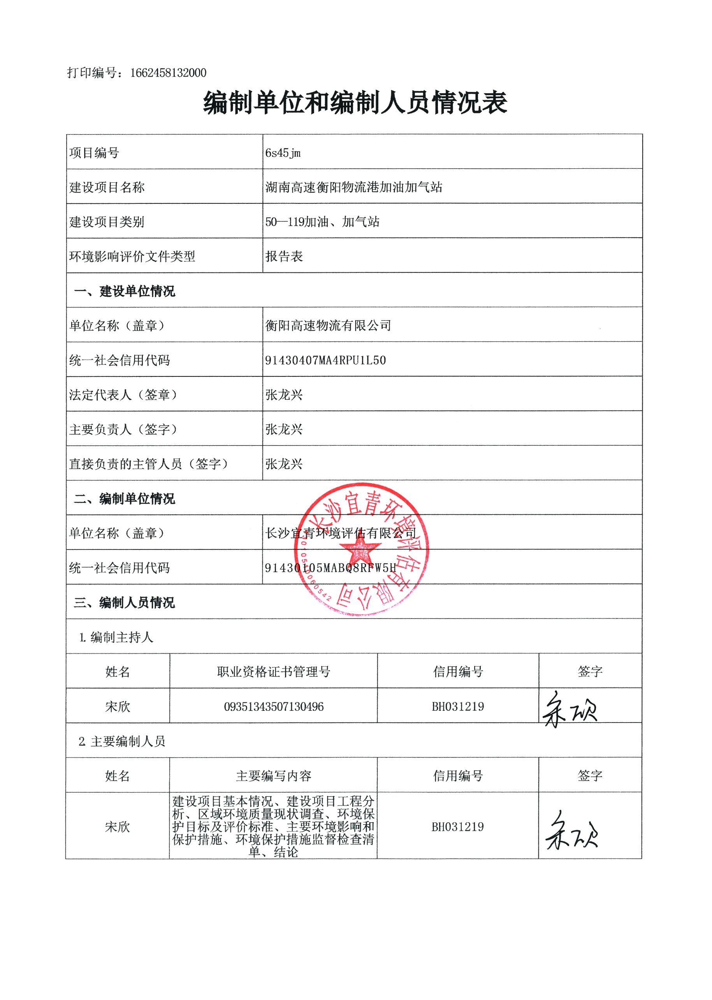 打印编号：1662458132000
编制单位和编制人员情况表
项目编号 6s45jm
建设项目名称 湖南高速衡阳物流港加油加气站
建设项目类别 50—119加油、加气站
环境影响评价文件类型 报告表
一、建设单位情况
单位名称（盖章） 衡阳高速物流有限公司
统一社会信用代码 91430407MA4RPU1L50
法定代表人（签章） 张龙兴
主要负责人（签字） 张龙兴
直接负责的主管人员（签字） 张龙兴
二、编制单位情况
单位名称（盖章） 长沙宜青环境评估有限公司
统一社会信用代码 91430105MABQ8RFW5H
长沙宜青环境评估有限公司
43010510060542
三、编制人员情况
1. 编制主持人
姓名 职业资格证书管理号 信用编号 签字
宋欣 09351343507130496 BH031219 宋欣
2. 主要编制人员
姓名 主要编写内容 信用编号 签字
建设项目基本情况、建设项目工程分
析、区域环境质量现状调查、环境保
宋欣 护目标及评价标准、主要环境影响和 BH031219 宋欣
保护措施、环境保护措施监督检查清
单、结论